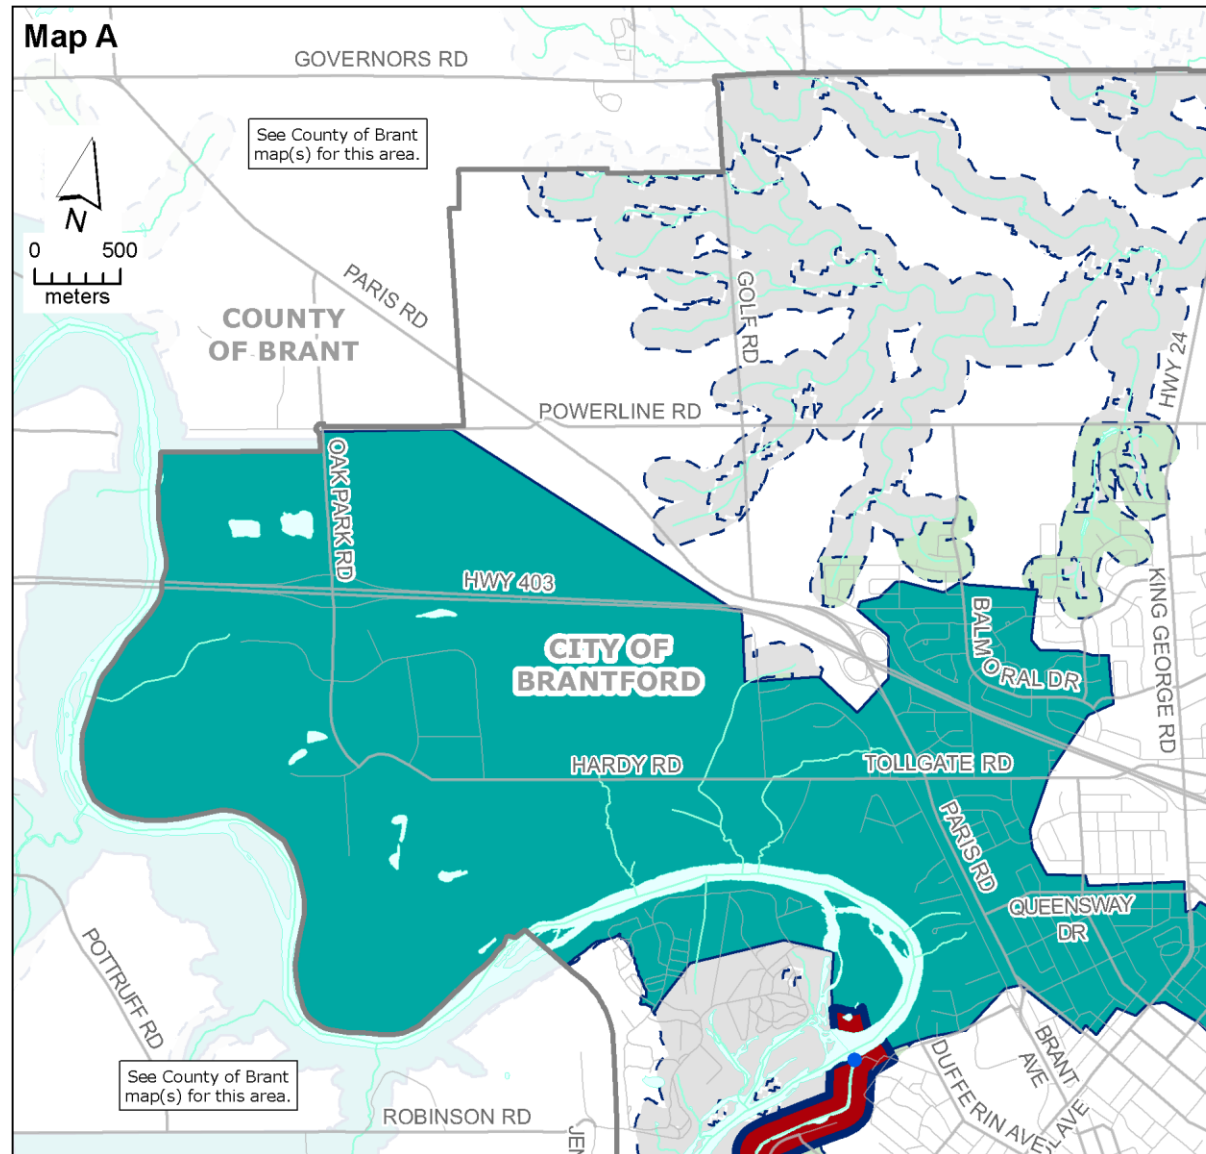 Map A
GOVERNORS RD
See County of Brant
map(s) for this area.
N
0 500
meters
PARIS RD
COUNTY
OF BRANT
GOLF RD
HWY 24
POWERLINE RD
OAK PARK RD
HWY 403
CITY OF
BRANTFORD
BALMORAL DR
KING GEORGE RD
HARDY RD
TOLLGATE RD
PARIS RD
QUEENSWAY
DR
POTTRUFF RD
See County of Brant
map(s) for this area.
ROBINSON RD
DUFFERIN AVE
BRANT
AVE